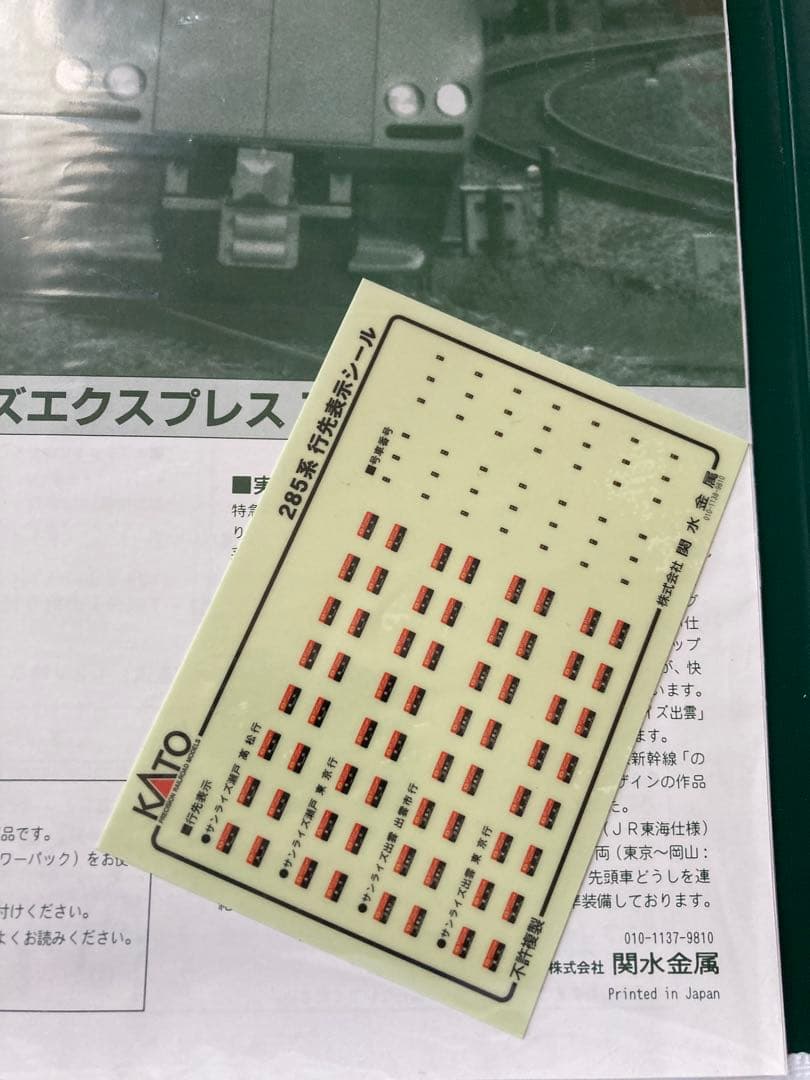 ズエクスプレス
■実
特急
285系 行先表示シール
■号車番号
株式会社 関水金属
010-1138-9810
KATO
PRECISION RAILROAD MODELS
■行先表示
●サンライズ瀬戸 高松行
●サンライズ瀬戸 東京行
●サンライズ出雲 出雲市行
●サンライズ出雲 東京行
不許複製
仕
ップ
が、快
います。
イズ出雲」
ます。
新幹線「の
ザインの作品
た。
(JR東海仕様)
両(東京〜岡山:
先頭車どうしを連
準装備しております。
品です。
ワーパック)をお使
付けください。
よくお読みください。
010-1137-9810
株式会社 関水金属
Printed in Japan